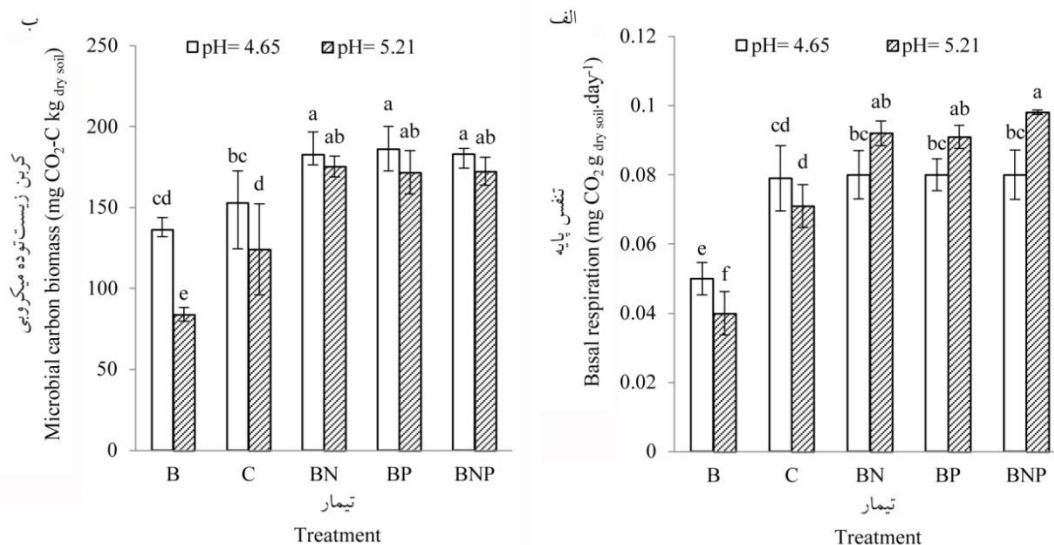 ب
pH= 4.65
pH= 5.21
کربن زیست‌توده میکروبی
Microbial carbon biomass (mg CO2-C kg dry soil)
250
200
150
100
50
0
cd
e
bc
d
a
ab
a
ab
a
ab
B
C
BN
BP
BNP
تیمار
Treatment
الف
pH= 4.65
pH= 5.21
تنفس پایه
Basal respiration (mg CO2 g dry soil.day-1)
0.12
0.1
0.08
0.06
0.04
0.02
0
e
f
cd
d
bc
ab
bc
ab
bc
a
B
C
BN
BP
BNP
تیمار
Treatment